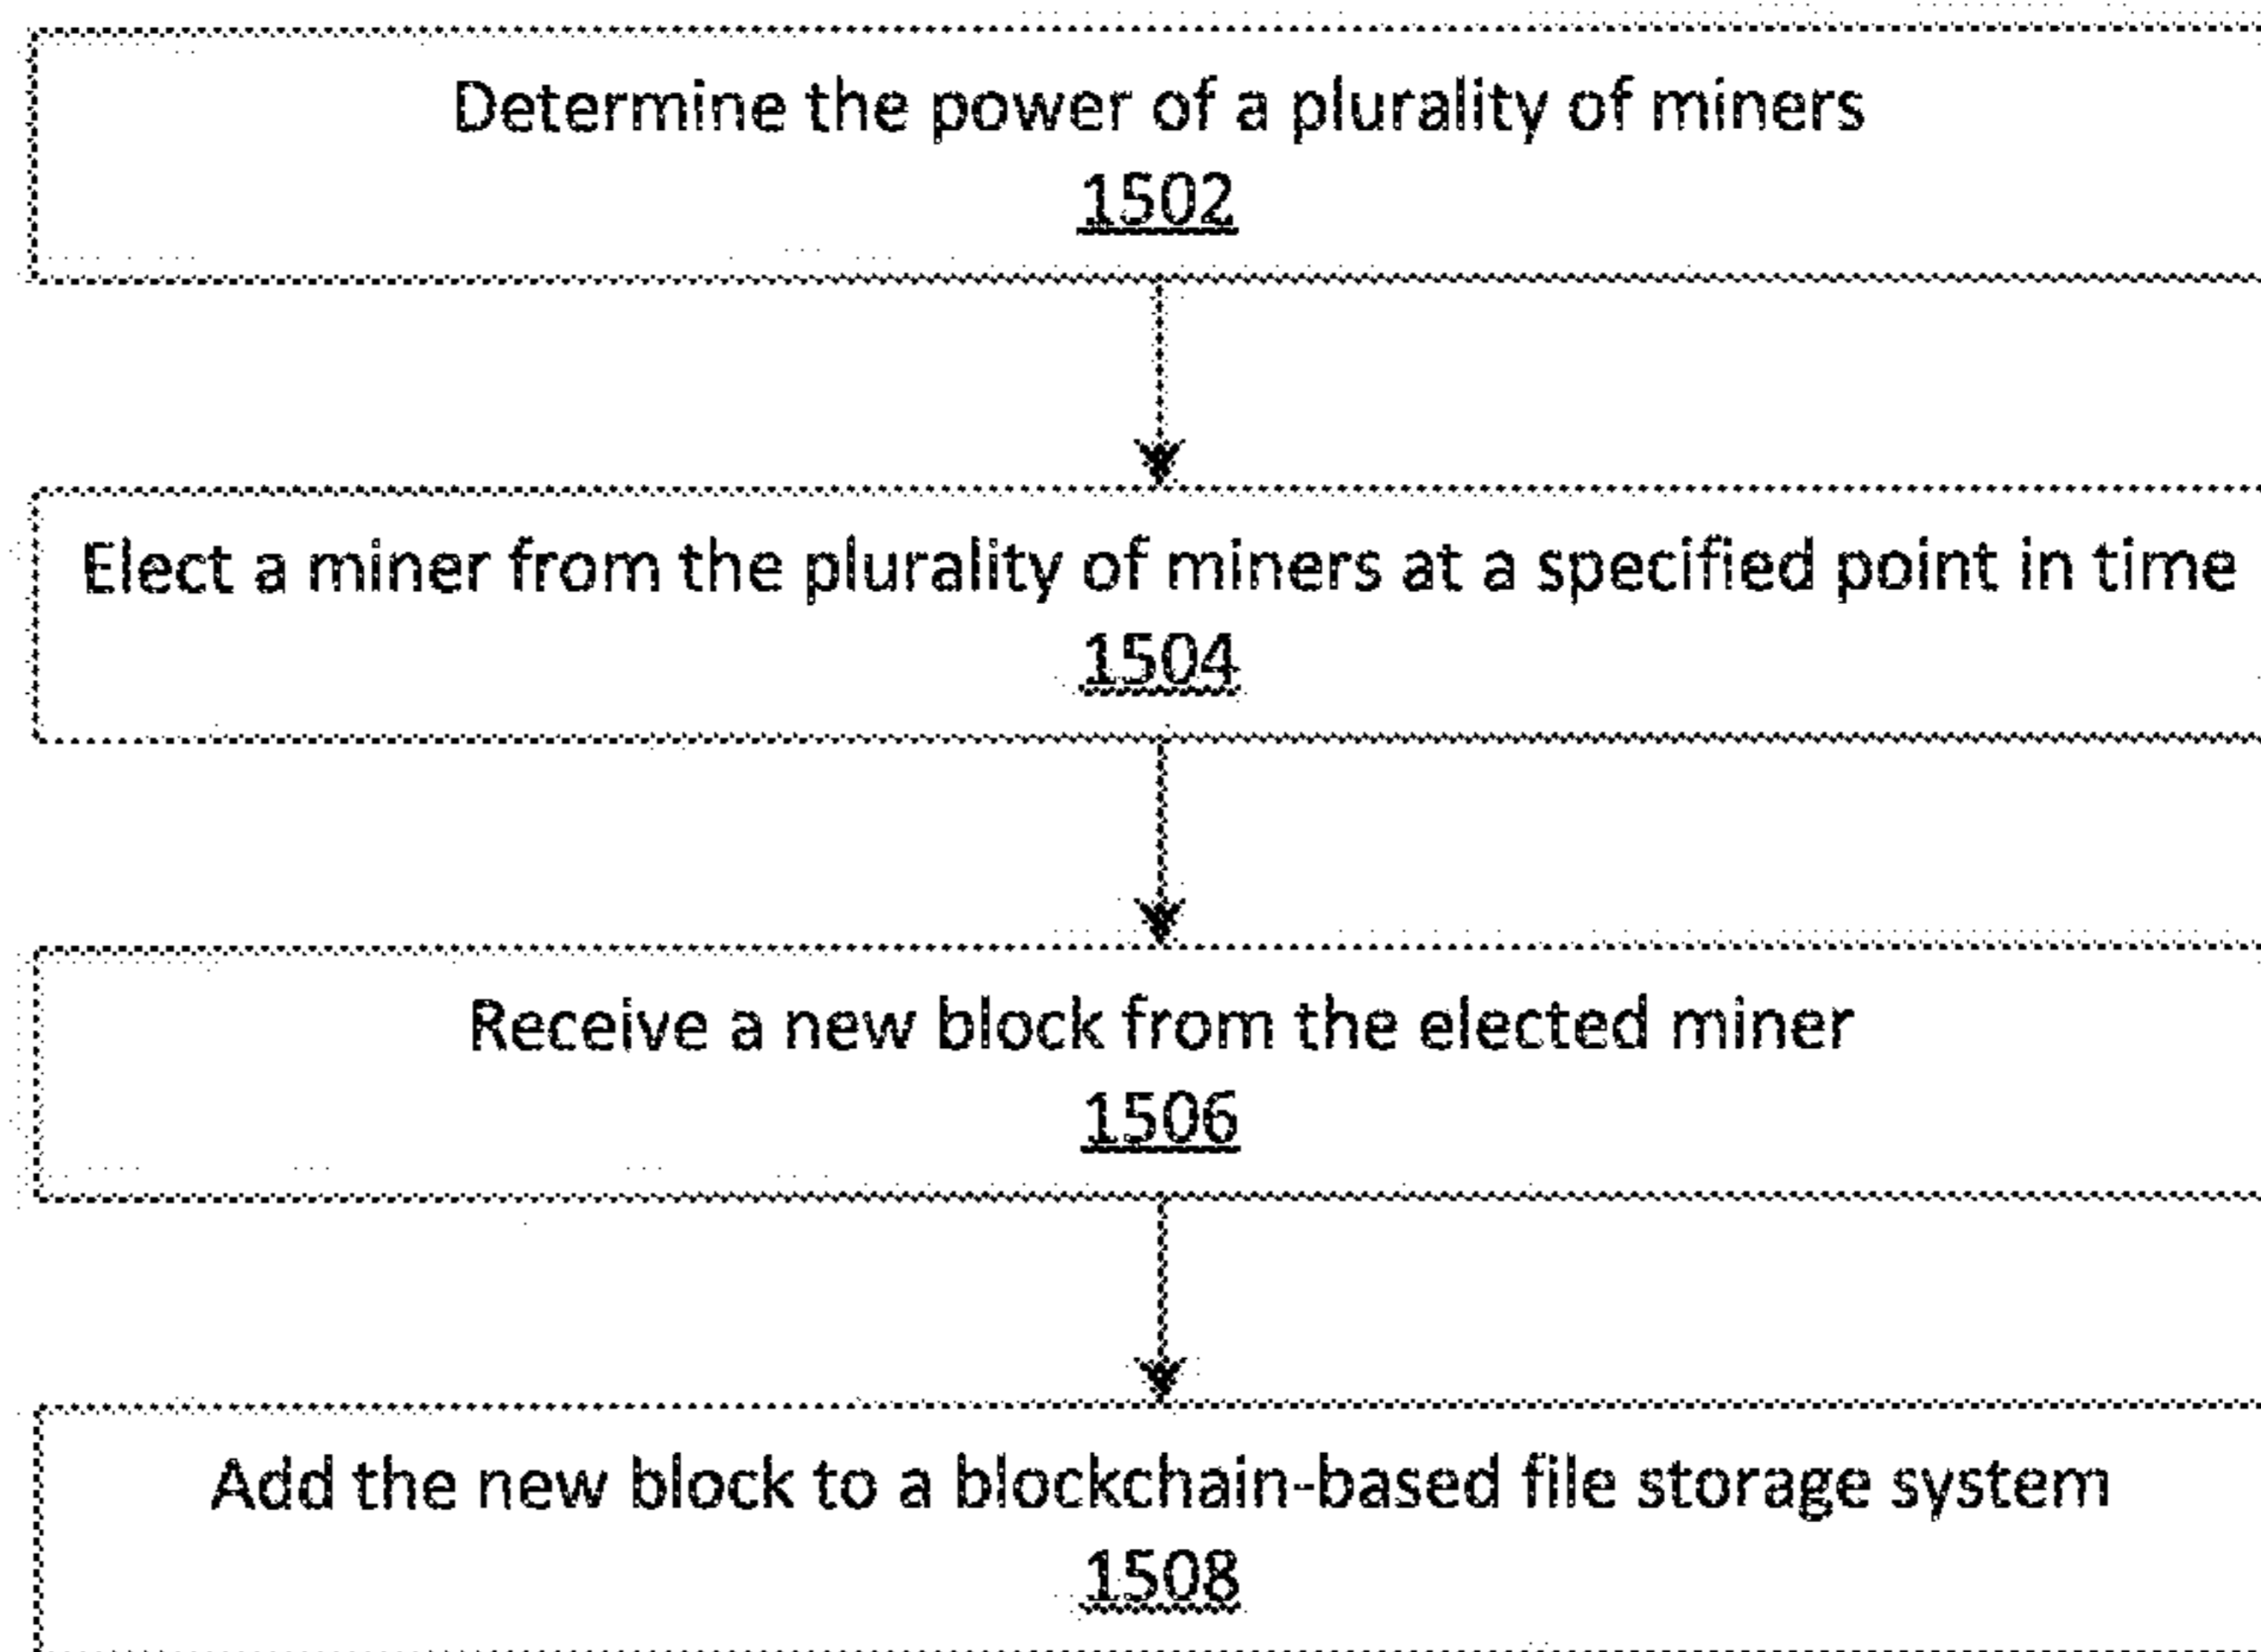 Determine the power of a plurality of miners
1502
Elect a miner from the plurality of miners at a specified point in time
1504
Receive a new block from the elected miner
1506
Add the new block to a blockchain-based file storage system
1508